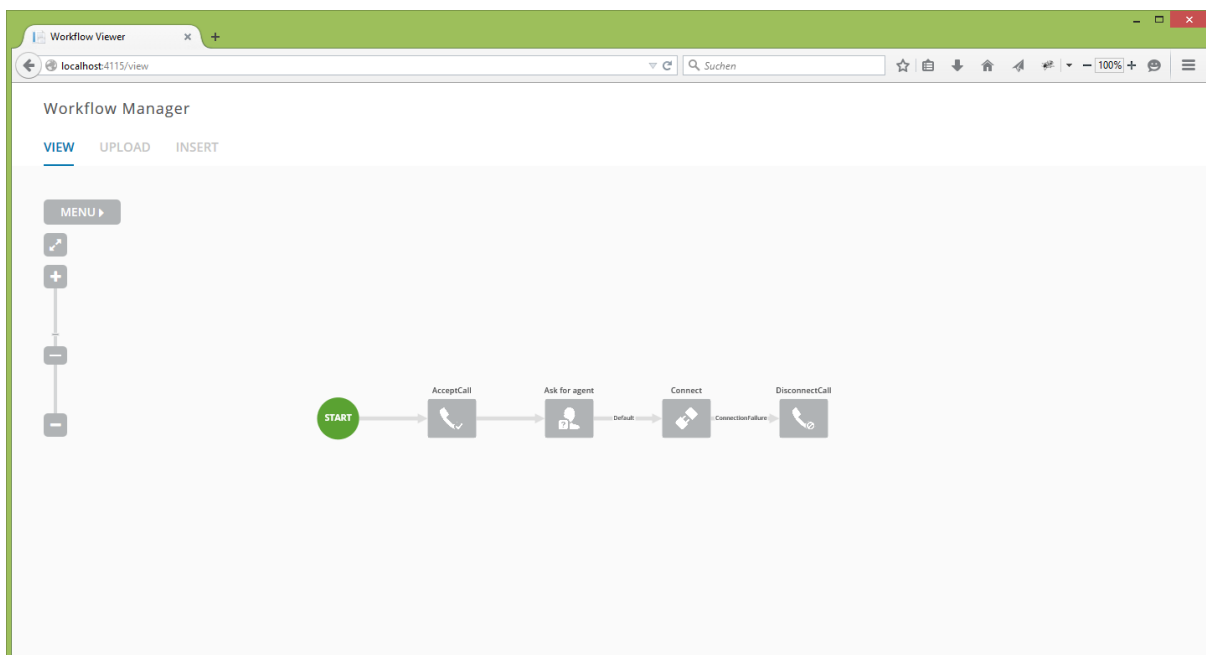 Workflow Viewer
localhost:4115/view
Suchen
100%
Workflow Manager
VIEW UPLOAD INSERT
MENU
AcceptCall Ask for agent Connect DisconnectCall
START Default ConnectionFailure
?